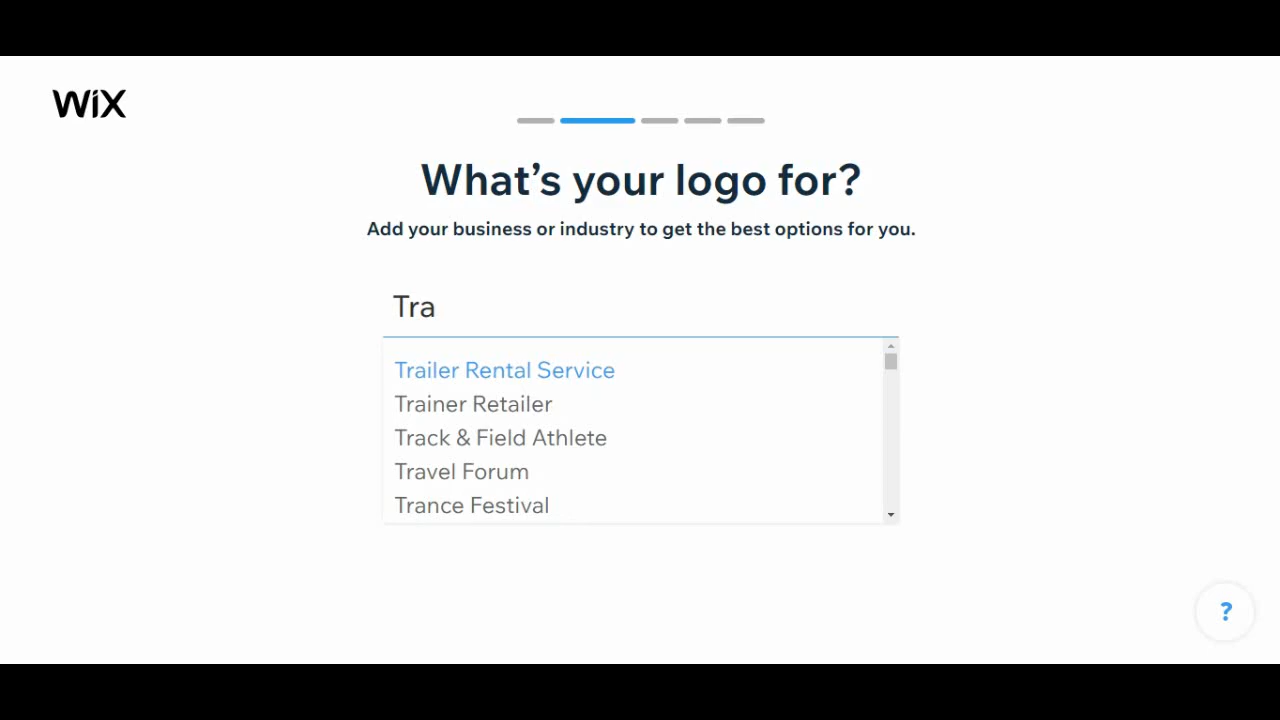 WiX
What's your logo for?
Add your business or industry to get the best options for you.
Tra
Trailer Rental Service
Trainer Retailer
Track & Field Athlete
Travel Forum
Trance Festival
?